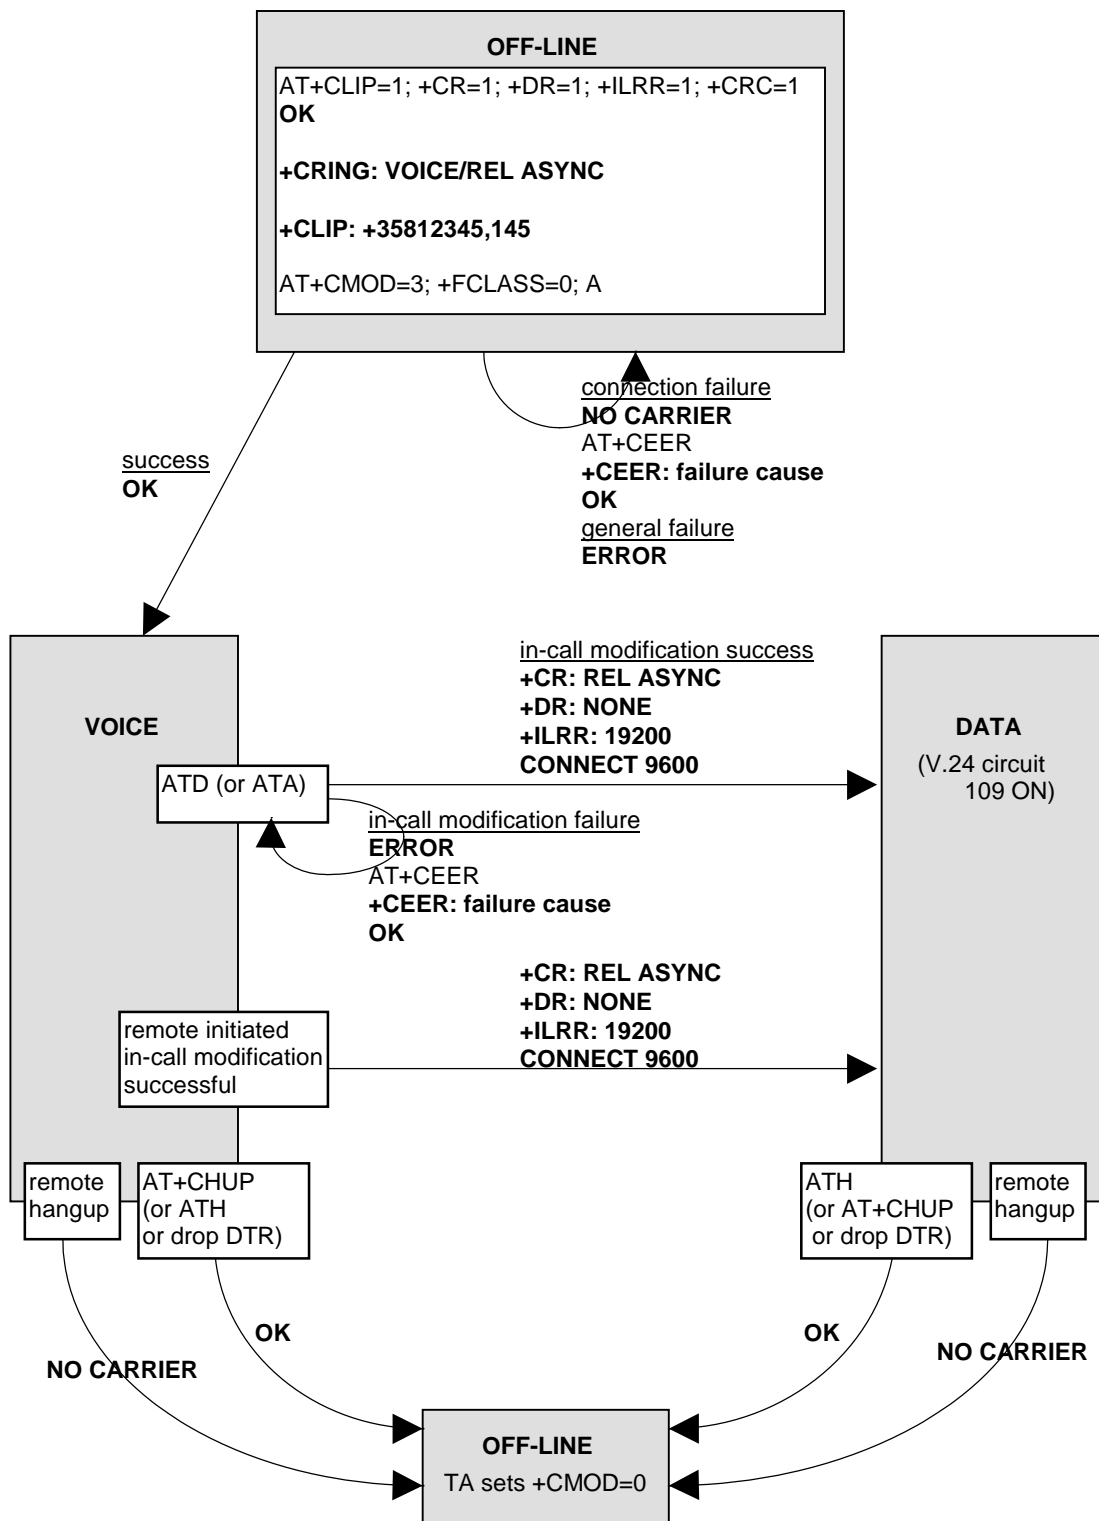 OFF-LINE
AT+CLIP=1; +CR=1; +DR=1; +ILRR=1; +CRC=1
OK
+CRING: VOICE/REL ASYNC
+CLIP: +35812345,145
AT+CMOD=3; +FCLASS=0; A
connection failure
NO CARRIER
AT+CEER
+CEER: failure cause
OK
general failure
ERROR
success
OK
VOICE
ATD (or ATA)
in-call modification success
+CR: REL ASYNC
+DR: NONE
+ILRR: 19200
CONNECT 9600
DATA
(V.24 circuit
109 ON)
in-call modification failure
ERROR
AT+CEER
+CEER: failure cause
OK
remote initiated
in-call modification
successful
+CR: REL ASYNC
+DR: NONE
+ILRR: 19200
CONNECT 9600
remote
hangup
AT+CHUP
(or ATH
or drop DTR)
ATH
(or AT+CHUP
or drop DTR)
remote
hangup
NO CARRIER
OK
OK
NO CARRIER
OFF-LINE
TA sets +CMOD=0